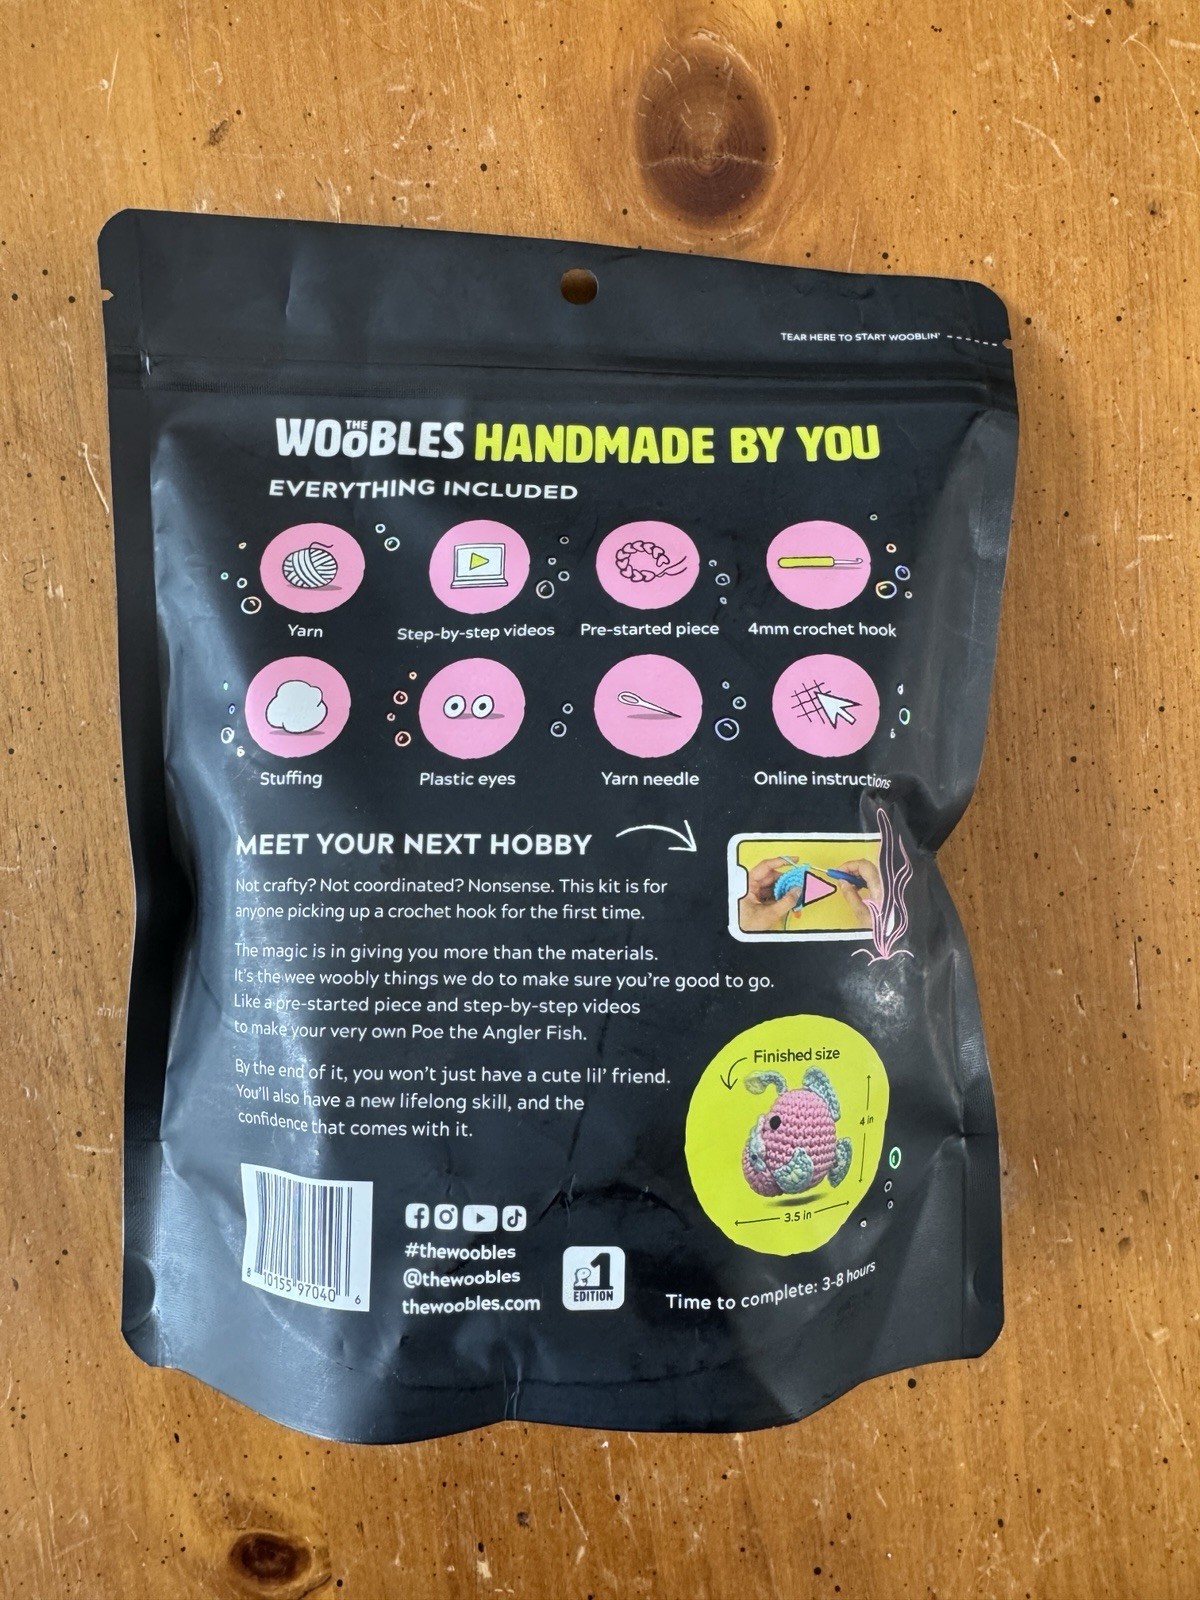 TEAR HERE TO START WOOBLIN'
THE WOOBLES HANDMADE BY YOU
EVERYTHING INCLUDED
Yarn
Step-by-step videos
Pre-started piece
4mm crochet hook
Stuffing
Plastic eyes
Yarn needle
Online instructions
MEET YOUR NEXT HOBBY
Not crafty? Not coordinated? Nonsense. This kit is for
anyone picking up a crochet hook for the first time.
The magic is in giving you more than the materials.
It's the wee woobly things we do to make sure you're good to go.
Like a pre-started piece and step-by-step videos
to make your very own Poe the Angler Fish.
By the end of it, you won't just have a cute lil' friend.
You'll also have a new lifelong skill, and the
confidence that comes with it.
Finished size
4 in
3.5 in
Time to complete: 3-8 hours
8 10155 97040 6
#thewoobles
@thewoobles
thewoobles.com
1
EDITION